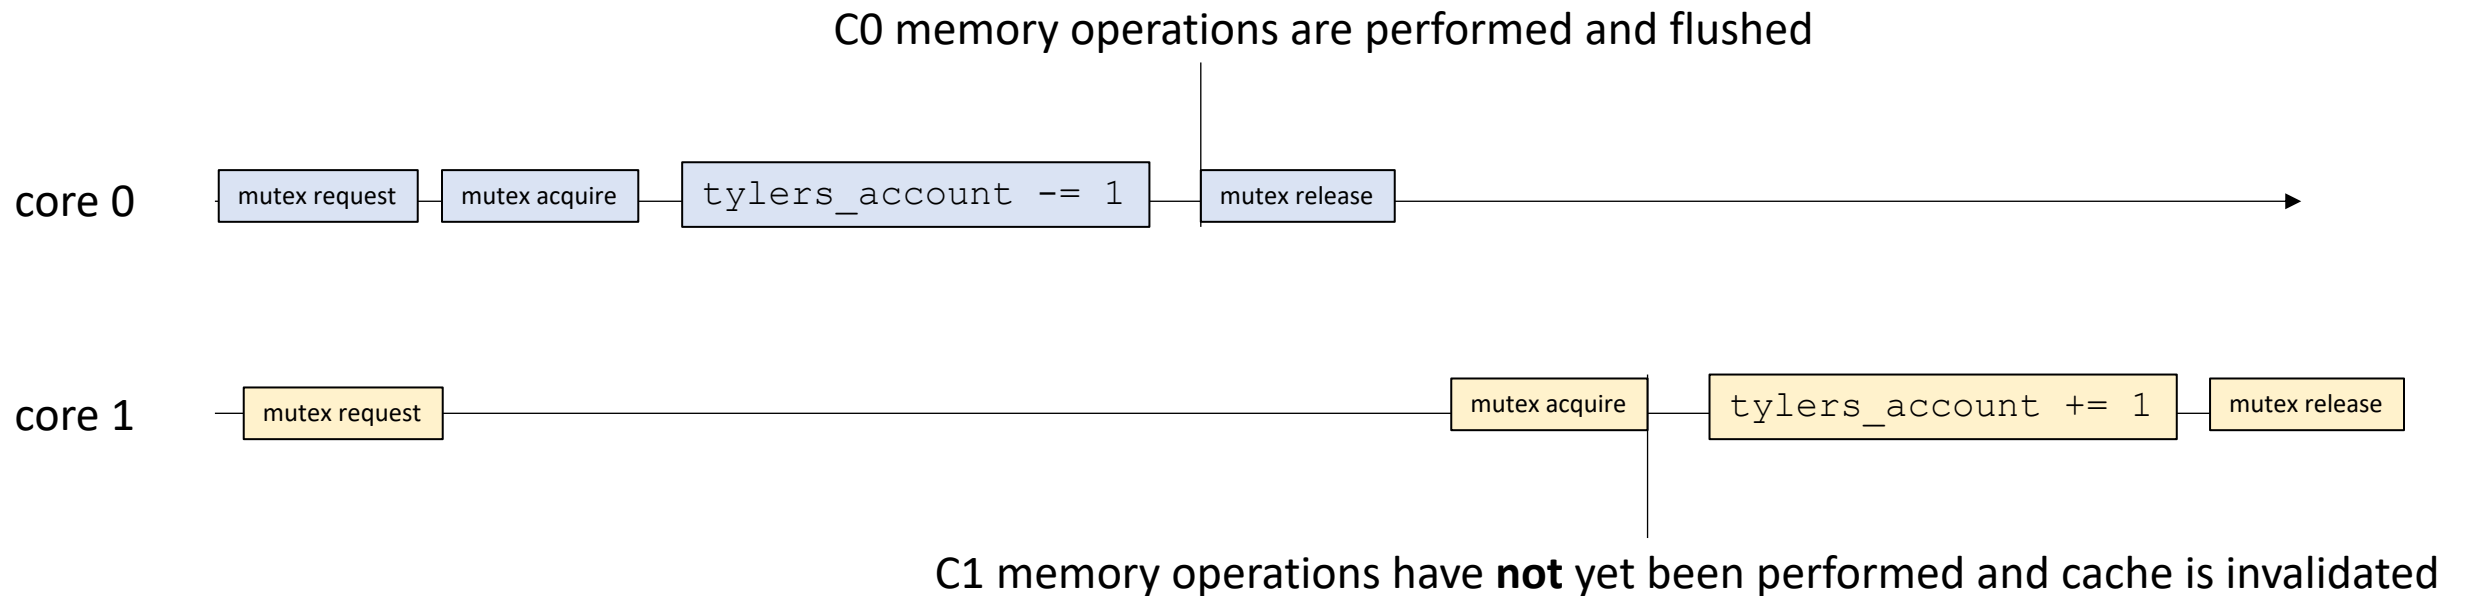 C0 memory operations are performed and flushed
core 0
mutex request
mutex acquire
tylers_account -= 1
mutex release
core 1
mutex request
mutex acquire
tylers_account += 1
mutex release
C1 memory operations have not yet been performed and cache is invalidated